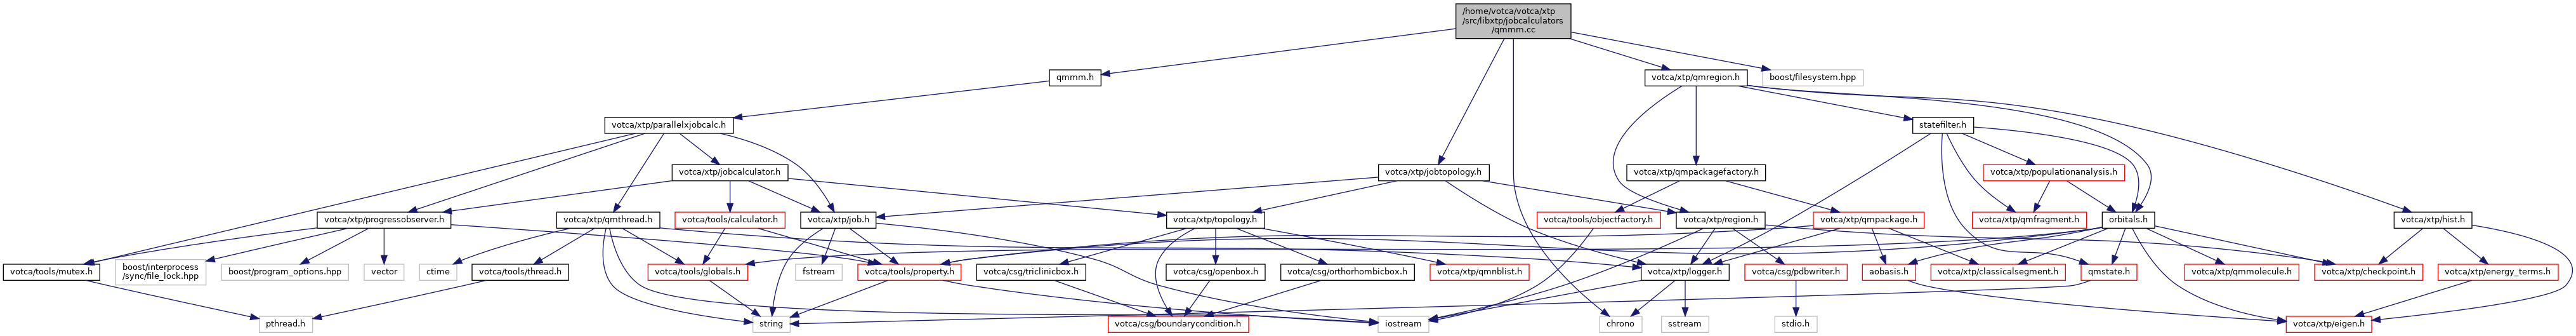 /home/votca/votca/xtp
/src/libxtp/jobcalculators
/qmmm.cc
qmmm.h
votca/xtp/qmregion.h
boost/filesystem.hpp
votca/xtp/parallelxjobcalc.h
statefilter.h
votca/xtp/jobcalculator.h
votca/xtp/jobtopology.h
votca/xtp/qmpackagefactory.h
votca/xtp/populationanalysis.h
votca/xtp/progressobserver.h
votca/xtp/qmthread.h
votca/tools/calculator.h
votca/xtp/job.h
votca/xtp/topology.h
votca/tools/objectfactory.h
votca/xtp/region.h
votca/xtp/qmpackage.h
votca/xtp/qmfragment.h
orbitals.h
votca/xtp/hist.h
votca/tools/mutex.h
boost/interprocess
/sync/file_lock.hpp
boost/program_options.hpp
vector
ctime
votca/tools/thread.h
votca/tools/globals.h
fstream
votca/tools/property.h
votca/csg/triclinicbox.h
votca/csg/openbox.h
votca/csg/orthorhombicbox.h
votca/xtp/qmnblist.h
votca/xtp/logger.h
votca/csg/pdbwriter.h
aobasis.h
votca/xtp/classicalsegment.h
qmstate.h
votca/xtp/qmmolecule.h
votca/xtp/checkpoint.h
votca/xtp/energy_terms.h
pthread.h
string
votca/csg/boundarycondition.h
iostream
chrono
sstream
stdio.h
votca/xtp/eigen.h